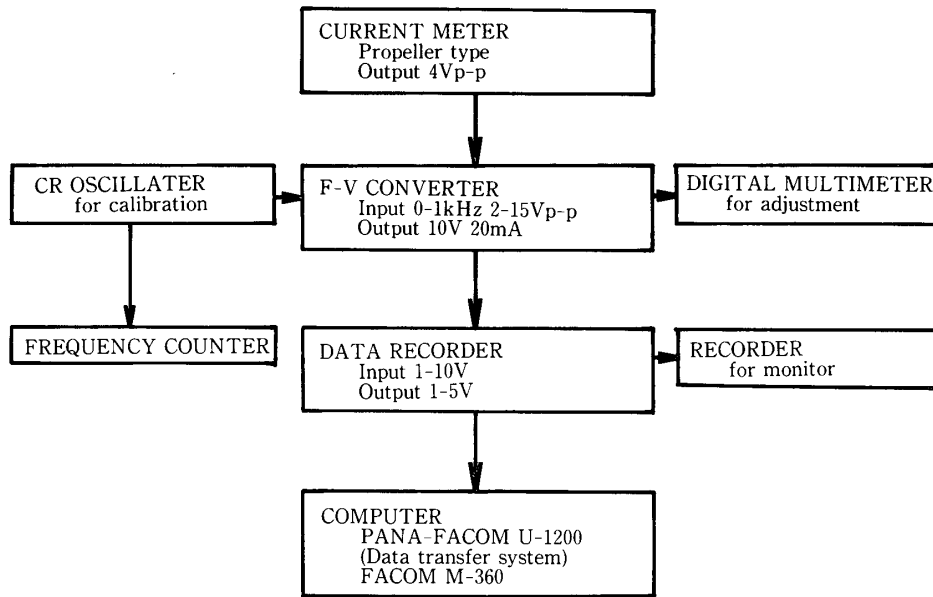 CURRENT METER
Propeller type
Output 4Vp-p
CR OSCILLATER
for calibration
F-V CONVERTER
Input 0-1kHz 2-15Vp-p
Output 10V 20mA
DIGITAL MULTIMETER
for adjustment
FREQUENCY COUNTER
DATA RECORDER
Input 1-10V
Output 1-5V
RECORDER
for monitor
COMPUTER
PANA-FACOM U-1200
(Data transfer system)
FACOM M-360